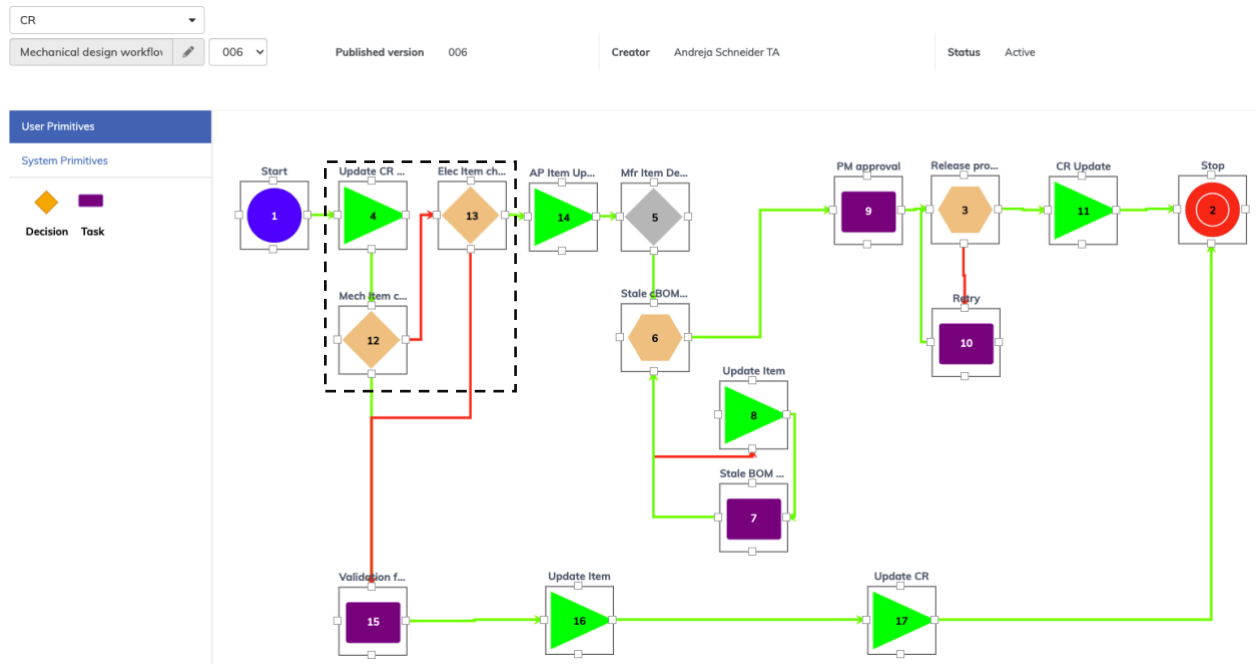 CR
Mechanical design workflov
006
Published version 006
Creator Andreja Schneider TA
Status Active
User Primitives
System Primitives
Decision Task
Start
1
Update CR ...
4
Elec Item ch...
13
AP Item Up...
14
Mfr Item De...
5
Mech Item c...
12
Stale cBOM...
6
Update Item
8
Stale BOM ...
7
PM approval
9
Release pro...
3
Retry
10
CR Update
11
Stop
2
Validation f...
15
Update Item
16
Update CR
17